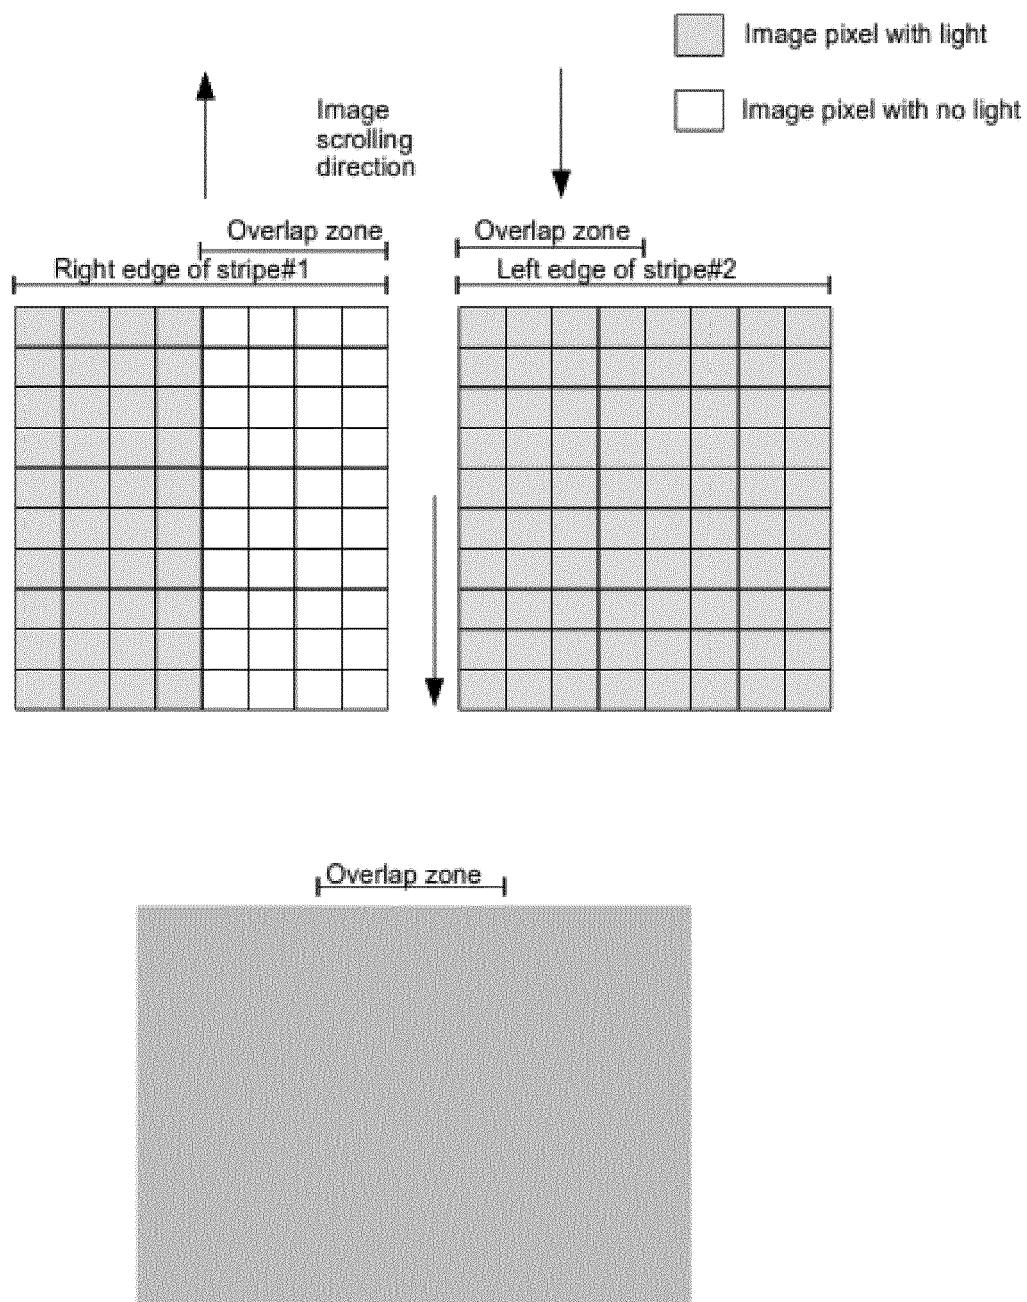 Image pixel with light
Image pixel with no light
Image
scrolling
direction
Overlap zone
Overlap zone
Right edge of stripe#1
Left edge of stripe#2
Overlap zone